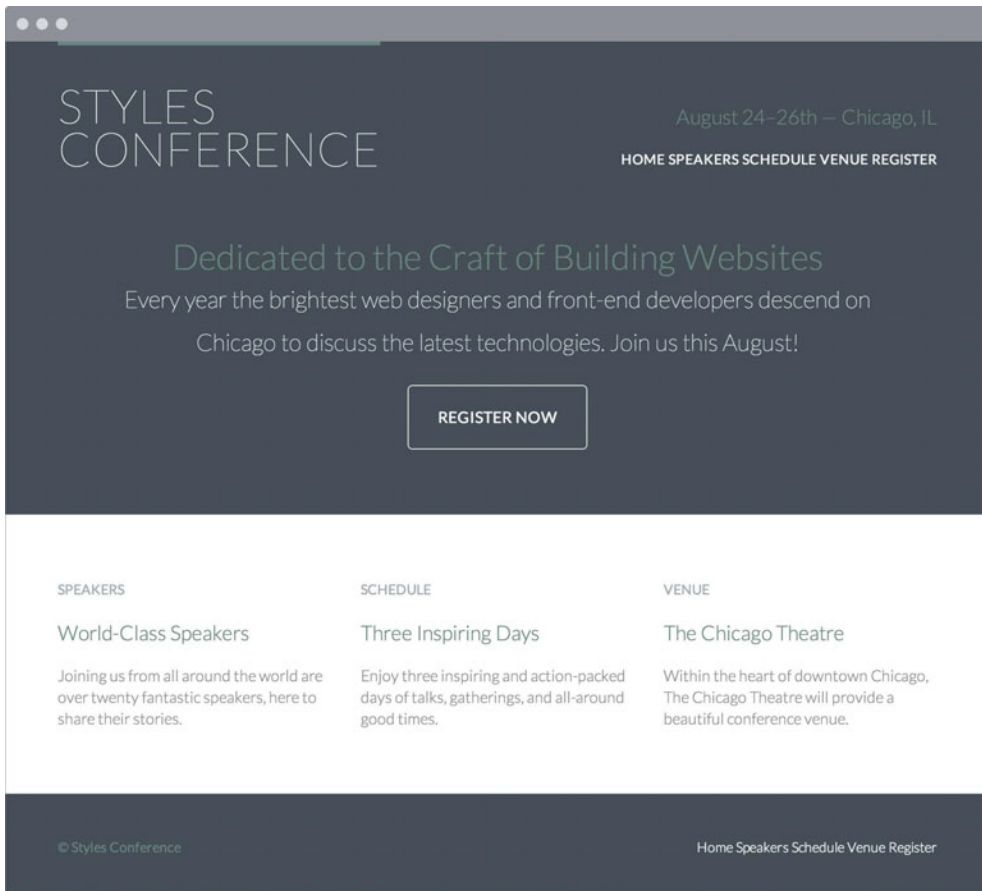 STYLES
CONFERENCE
August 24–26th — Chicago, IL
HOME SPEAKERS SCHEDULE VENUE REGISTER
Dedicated to the Craft of Building Websites
Every year the brightest web designers and front-end developers descend on
Chicago to discuss the latest technologies. Join us this August!
REGISTER NOW
SPEAKERS
World-Class Speakers
Joining us from all around the world are
over twenty fantastic speakers, here to
share their stories.
SCHEDULE
Three Inspiring Days
Enjoy three inspiring and action-packed
days of talks, gatherings, and all-around
good times.
VENUE
The Chicago Theatre
Within the heart of downtown Chicago,
The Chicago Theatre will provide a
beautiful conference venue.
© Styles Conference
Home Speakers Schedule Venue Register